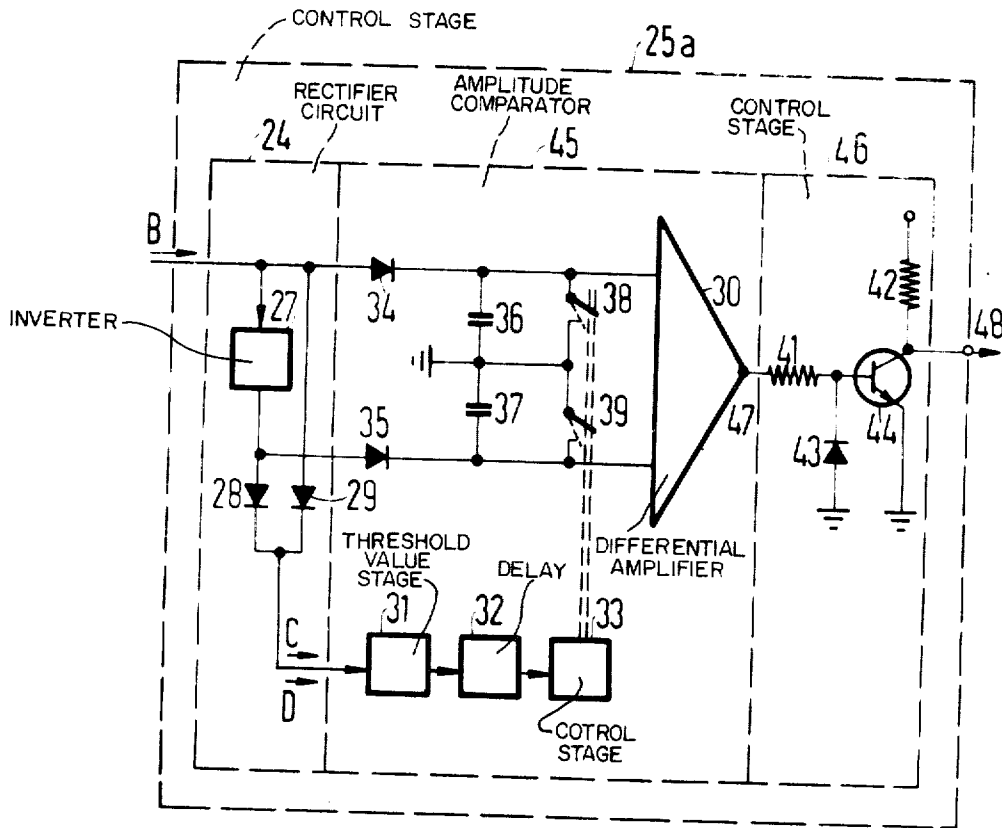 CONTROL STAGE
25a
RECTIFIER
CIRCUIT
AMPLITUDE
COMPARATOR
CONTROL
STAGE
24
45
46
B
34
36
38
30
42
48
27
INVERTER
41
37
39
47
44
43
35
28
29
THRESHOLD
VALUE
STAGE
DELAY
DIFFERENTIAL
AMPLIFIER
31
32
33
C
D
COTROL
STAGE